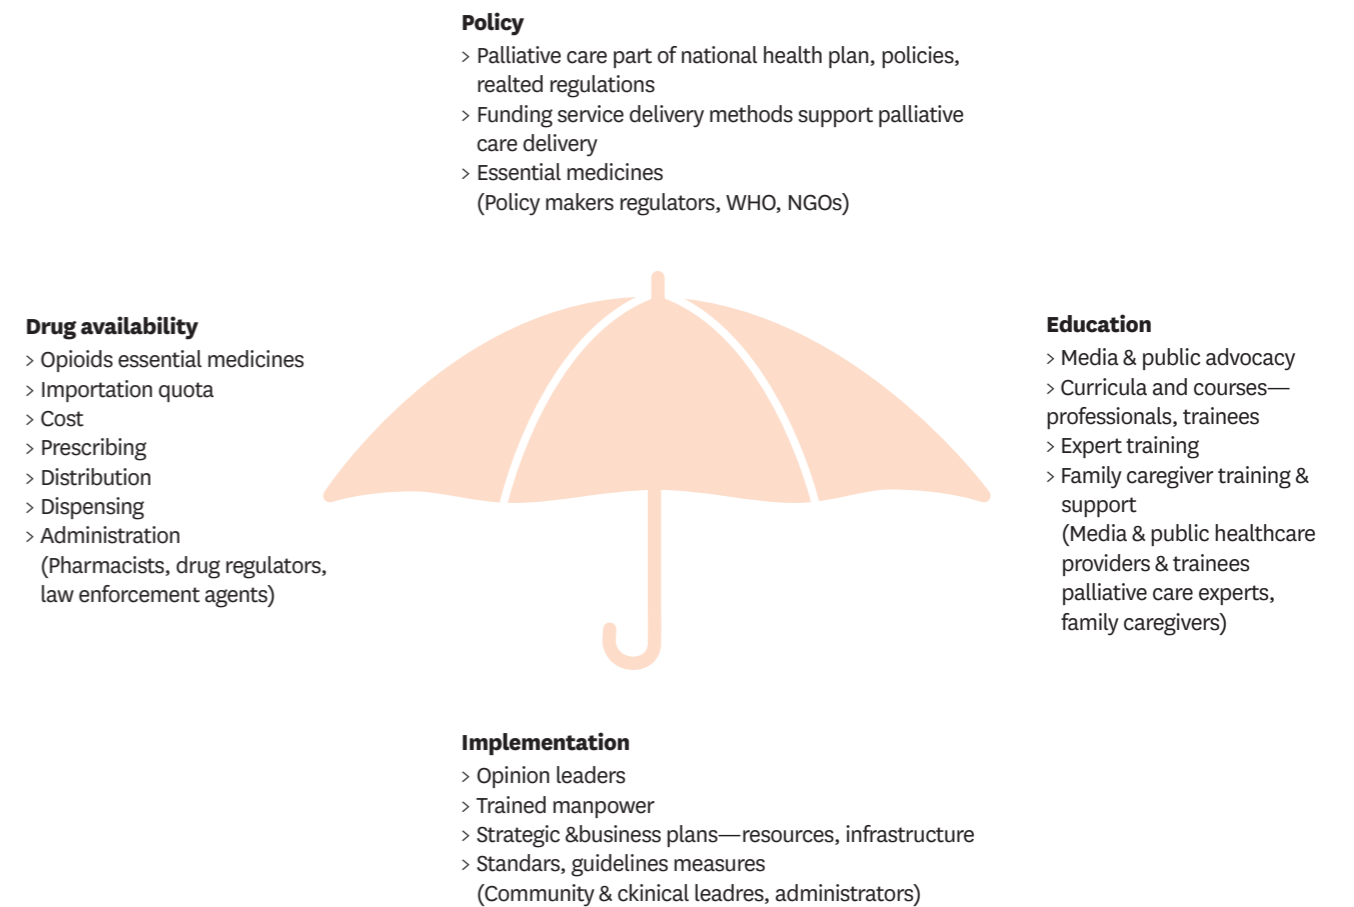 Policy
> Palliative care part of national health plan, policies,
realted regulations
> Funding service delivery methods support palliative
care delivery
> Essential medicines
(Policy makers regulators, WHO, NGOs)
Drug availability
> Opioids essential medicines
> Importation quota
> Cost
> Prescribing
> Distribution
> Dispensing
> Administration
(Pharmacists, drug regulators,
law enforcement agents)
Education
> Media & public advocacy
> Curricula and courses—
professionals, trainees
> Expert training
> Family caregiver training &
support
(Media & public healthcare
providers & trainees
palliative care experts,
family caregivers)
Implementation
> Opinion leaders
> Trained manpower
> Strategic &business plans—resources, infrastructure
> Standars, guidelines measures
(Community & ckinical leadres, administrators)